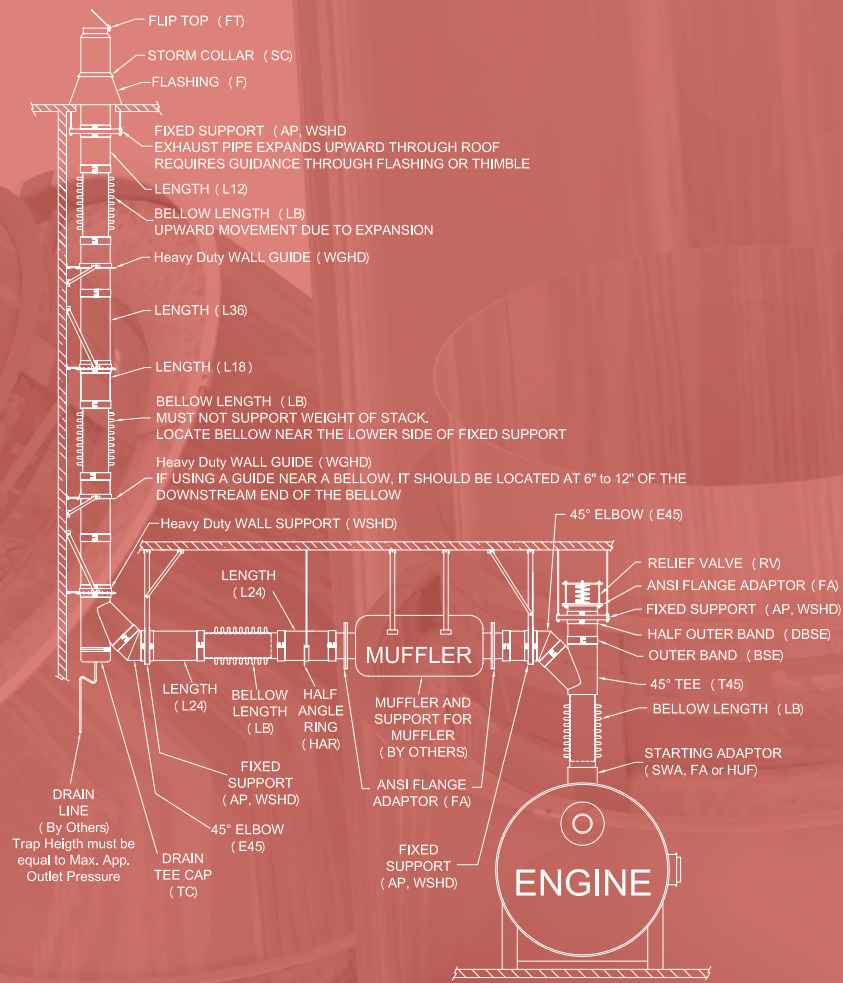 FLIP TOP (FT)
STORM COLLAR (SC)
FLASHING (F)
FIXED SUPPORT (AP, WSHD
EXHAUST PIPE EXPANDS UPWARD THROUGH ROOF
REQUIRES GUIDANCE THROUGH FLASHING OR THIMBLE
LENGTH (L12)
BELLOW LENGTH (LB)
UPWARD MOVEMENT DUE TO EXPANSION
Heavy Duty WALL GUIDE (WGHD)
LENGTH (L36)
LENGTH (L18)
BELLOW LENGTH (LB)
MUST NOT SUPPORT WEIGHT OF STACK.
LOCATE BELLOW NEAR THE LOWER SIDE OF FIXED SUPPORT
Heavy Duty WALL GUIDE (WGHD)
IF USING A GUIDE NEAR A BELLOW, IT SHOULD BE LOCATED AT 6" to 12" OF THE
DOWNSTREAM END OF THE BELLOW
Heavy Duty WALL SUPPORT (WSHD)
45° ELBOW (E45)
RELIEF VALVE (RV)
ANSI FLANGE ADAPTOR (FA)
FIXED SUPPORT (AP, WSHD)
HALF OUTER BAND (DBSE)
OUTER BAND (BSE)
45° TEE (T45)
BELLOW LENGTH (LB)
STARTING ADAPTOR
(SWA, FA or HUF)
LENGTH
(L24)
MUFFLER
LENGTH
(L24)
BELLOW
LENGTH
(LB)
HALF
ANGLE
RING
(HAR)
MUFFLER AND
SUPPORT FOR
MUFFLER
(BY OTHERS)
FIXED
SUPPORT
(AP, WSHD)
ANSI FLANGE
ADAPTOR (FA)
DRAIN
LINE
(By Others)
Trap Heigth must be
equal to Max. App.
Outlet Pressure
45° ELBOW
(E45)
DRAIN
TEE CAP
(TC)
FIXED
SUPPORT
(AP, WSHD)
ENGINE